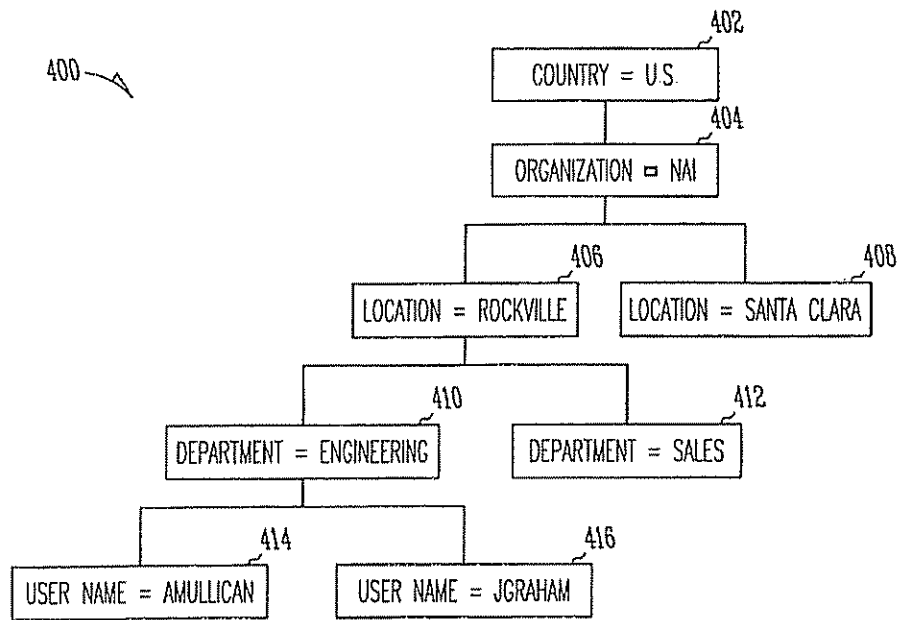 402
400
COUNTRY = U.S.
404
ORGANIZATION = NAI
406
408
LOCATION = ROCKVILLE
LOCATION = SANTA CLARA
410
412
DEPARTMENT = ENGINEERING
DEPARTMENT = SALES
414
416
USER NAME = AMULLICAN
USER NAME = JGRAHAM